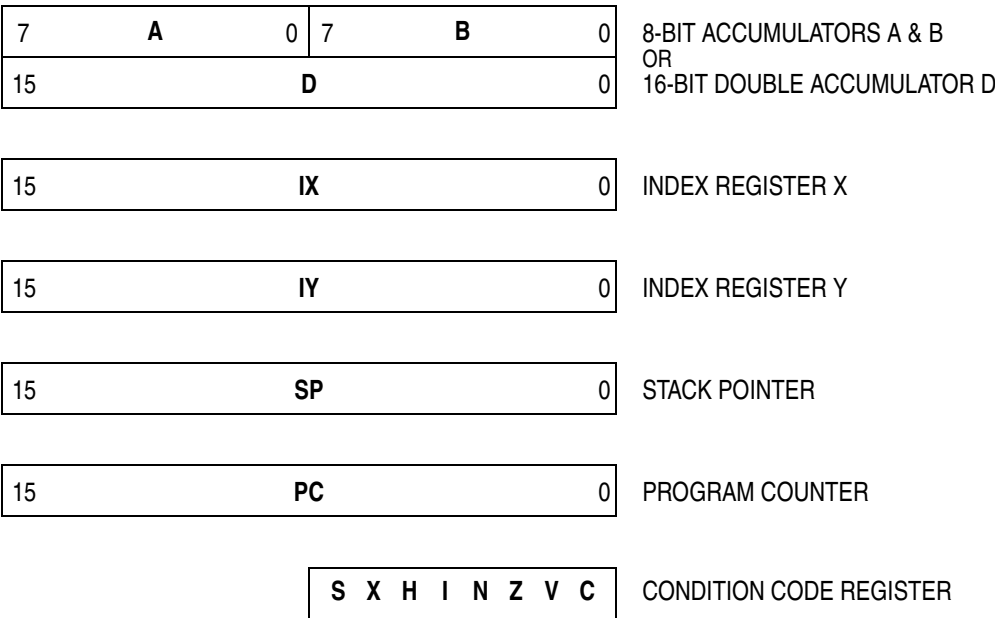 7 A 0 7 B 0 8-BIT ACCUMULATORS A & B
OR
15 D 0 16-BIT DOUBLE ACCUMULATOR D
15 IX 0 INDEX REGISTER X
15 IY 0 INDEX REGISTER Y
15 SP 0 STACK POINTER
15 PC 0 PROGRAM COUNTER
S X H I N Z V C CONDITION CODE REGISTER